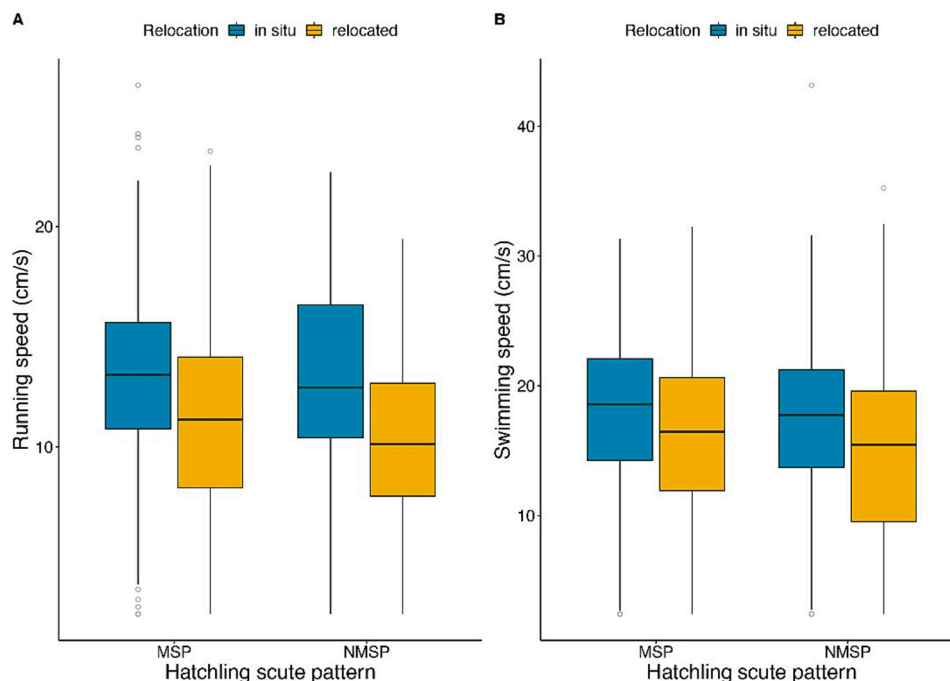 A
Relocation in situ relocated
Running speed (cm/s)
20
10
MSP NMSP
Hatchling scute pattern
B
Relocation in situ relocated
Swimming speed (cm/s)
40
30
20
10
MSP NMSP
Hatchling scute pattern